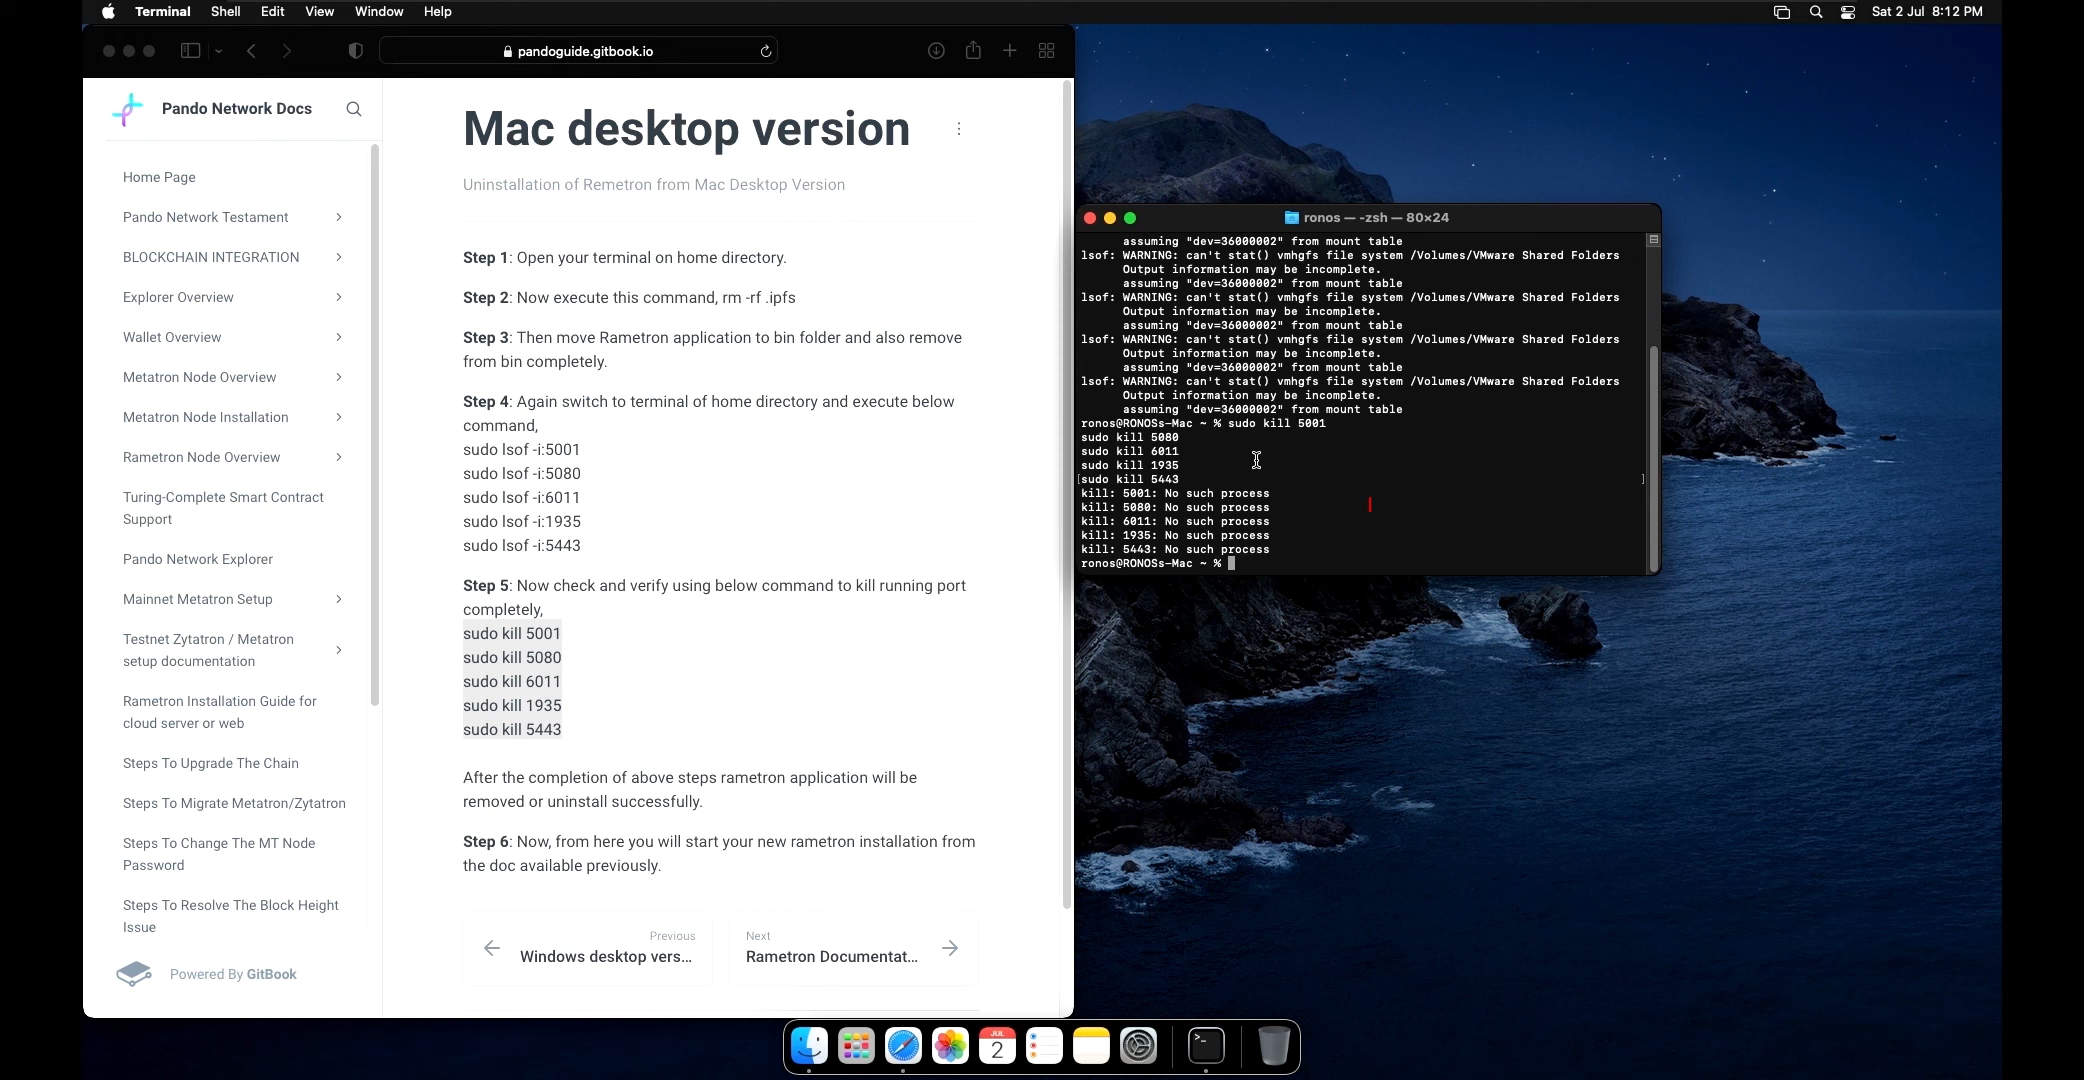 Terminal Shell Edit View Window Help
Sat 2 Jul 8:12 PM
pandoguide.gitbook.io
Pando Network Docs
Home Page
Pando Network Testament
BLOCKCHAIN INTEGRATION
Explorer Overview
Wallet Overview
Metatron Node Overview
Metatron Node Installation
Rametron Node Overview
Turing-Complete Smart Contract
Support
Pando Network Explorer
Mainnet Metatron Setup
Testnet Zytatron / Metatron
setup documentation
Rametron Installation Guide for
cloud server or web
Steps To Upgrade The Chain
Steps To Migrate Metatron/Zytatron
Steps To Change The MT Node
Password
Steps To Resolve The Block Height
Issue
Powered By GitBook
Mac desktop version
Uninstallation of Remetron from Mac Desktop Version
Step 1: Open your terminal on home directory.
Step 2: Now execute this command, rm -rf .ipfs
Step 3: Then move Rametron application to bin folder and also remove
from bin completely.
Step 4: Again switch to terminal of home directory and execute below
command,
sudo lsof -i:5001
sudo lsof -i:5080
sudo lsof -i:6011
sudo lsof -i:1935
sudo lsof -i:5443
Step 5: Now check and verify using below command to kill running port
completely,
sudo kill 5001
sudo kill 5080
sudo kill 6011
sudo kill 1935
sudo kill 5443
After the completion of above steps rametron application will be
removed or uninstall successfully.
Step 6: Now, from here you will start your new rametron installation from
the doc available previously.
Previous
Windows desktop vers...
Next
Rametron Documentat...
ronos — -zsh — 80×24
assuming "dev=36000002" from mount table
lsof: WARNING: can't stat() vmhgfs file system /Volumes/VMware Shared Folders
Output information may be incomplete.
assuming "dev=36000002" from mount table
lsof: WARNING: can't stat() vmhgfs file system /Volumes/VMware Shared Folders
Output information may be incomplete.
assuming "dev=36000002" from mount table
lsof: WARNING: can't stat() vmhgfs file system /Volumes/VMware Shared Folders
Output information may be incomplete.
assuming "dev=36000002" from mount table
lsof: WARNING: can't stat() vmhgfs file system /Volumes/VMware Shared Folders
Output information may be incomplete.
assuming "dev=36000002" from mount table
ronos@RONOSs-Mac ~ % sudo kill 5001
sudo kill 5080
sudo kill 6011
sudo kill 1935
[sudo kill 5443 ]
kill: 5001: No such process
kill: 5080: No such process
kill: 6011: No such process
kill: 1935: No such process
kill: 5443: No such process
ronos@RONOSs-Mac ~ %
JUL
2